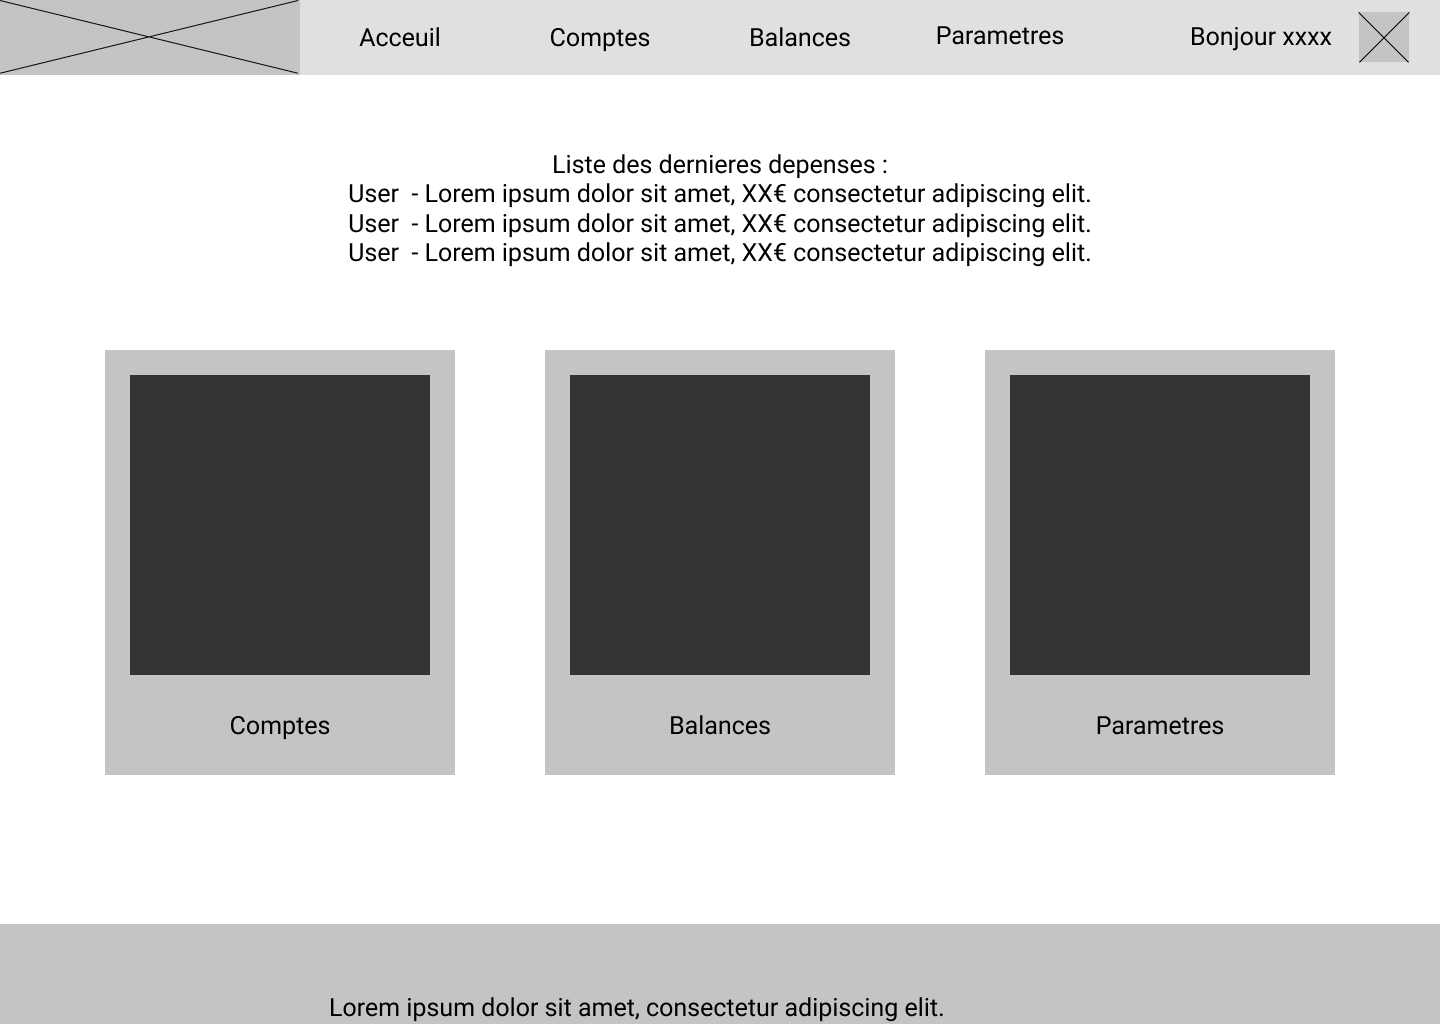 Acceuil Comptes Balances Parametres Bonjour xxxx
Liste des dernieres depenses :
User - Lorem ipsum dolor sit amet, XX€ consectetur adipiscing elit.
User - Lorem ipsum dolor sit amet, XX€ consectetur adipiscing elit.
User - Lorem ipsum dolor sit amet, XX€ consectetur adipiscing elit.
Comptes Balances Parametres
Lorem ipsum dolor sit amet, consectetur adipiscing elit.